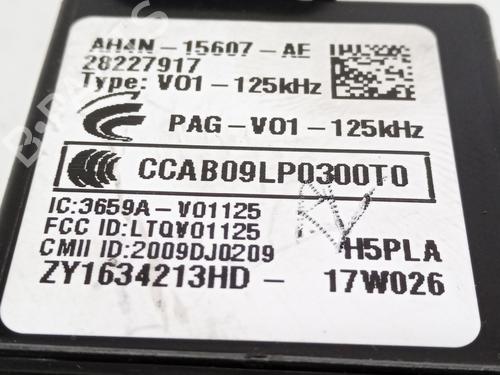 AH4N-15607-AE
28227917
Type: V01-125kHz
PAG-V01-125kHz
CCAB09LP0300T0
IC:3659A-V01125
FCC ID:LTQV01125
CMII ID:2009DJ0209
H5PLA
ZY1634213HD- 17W026